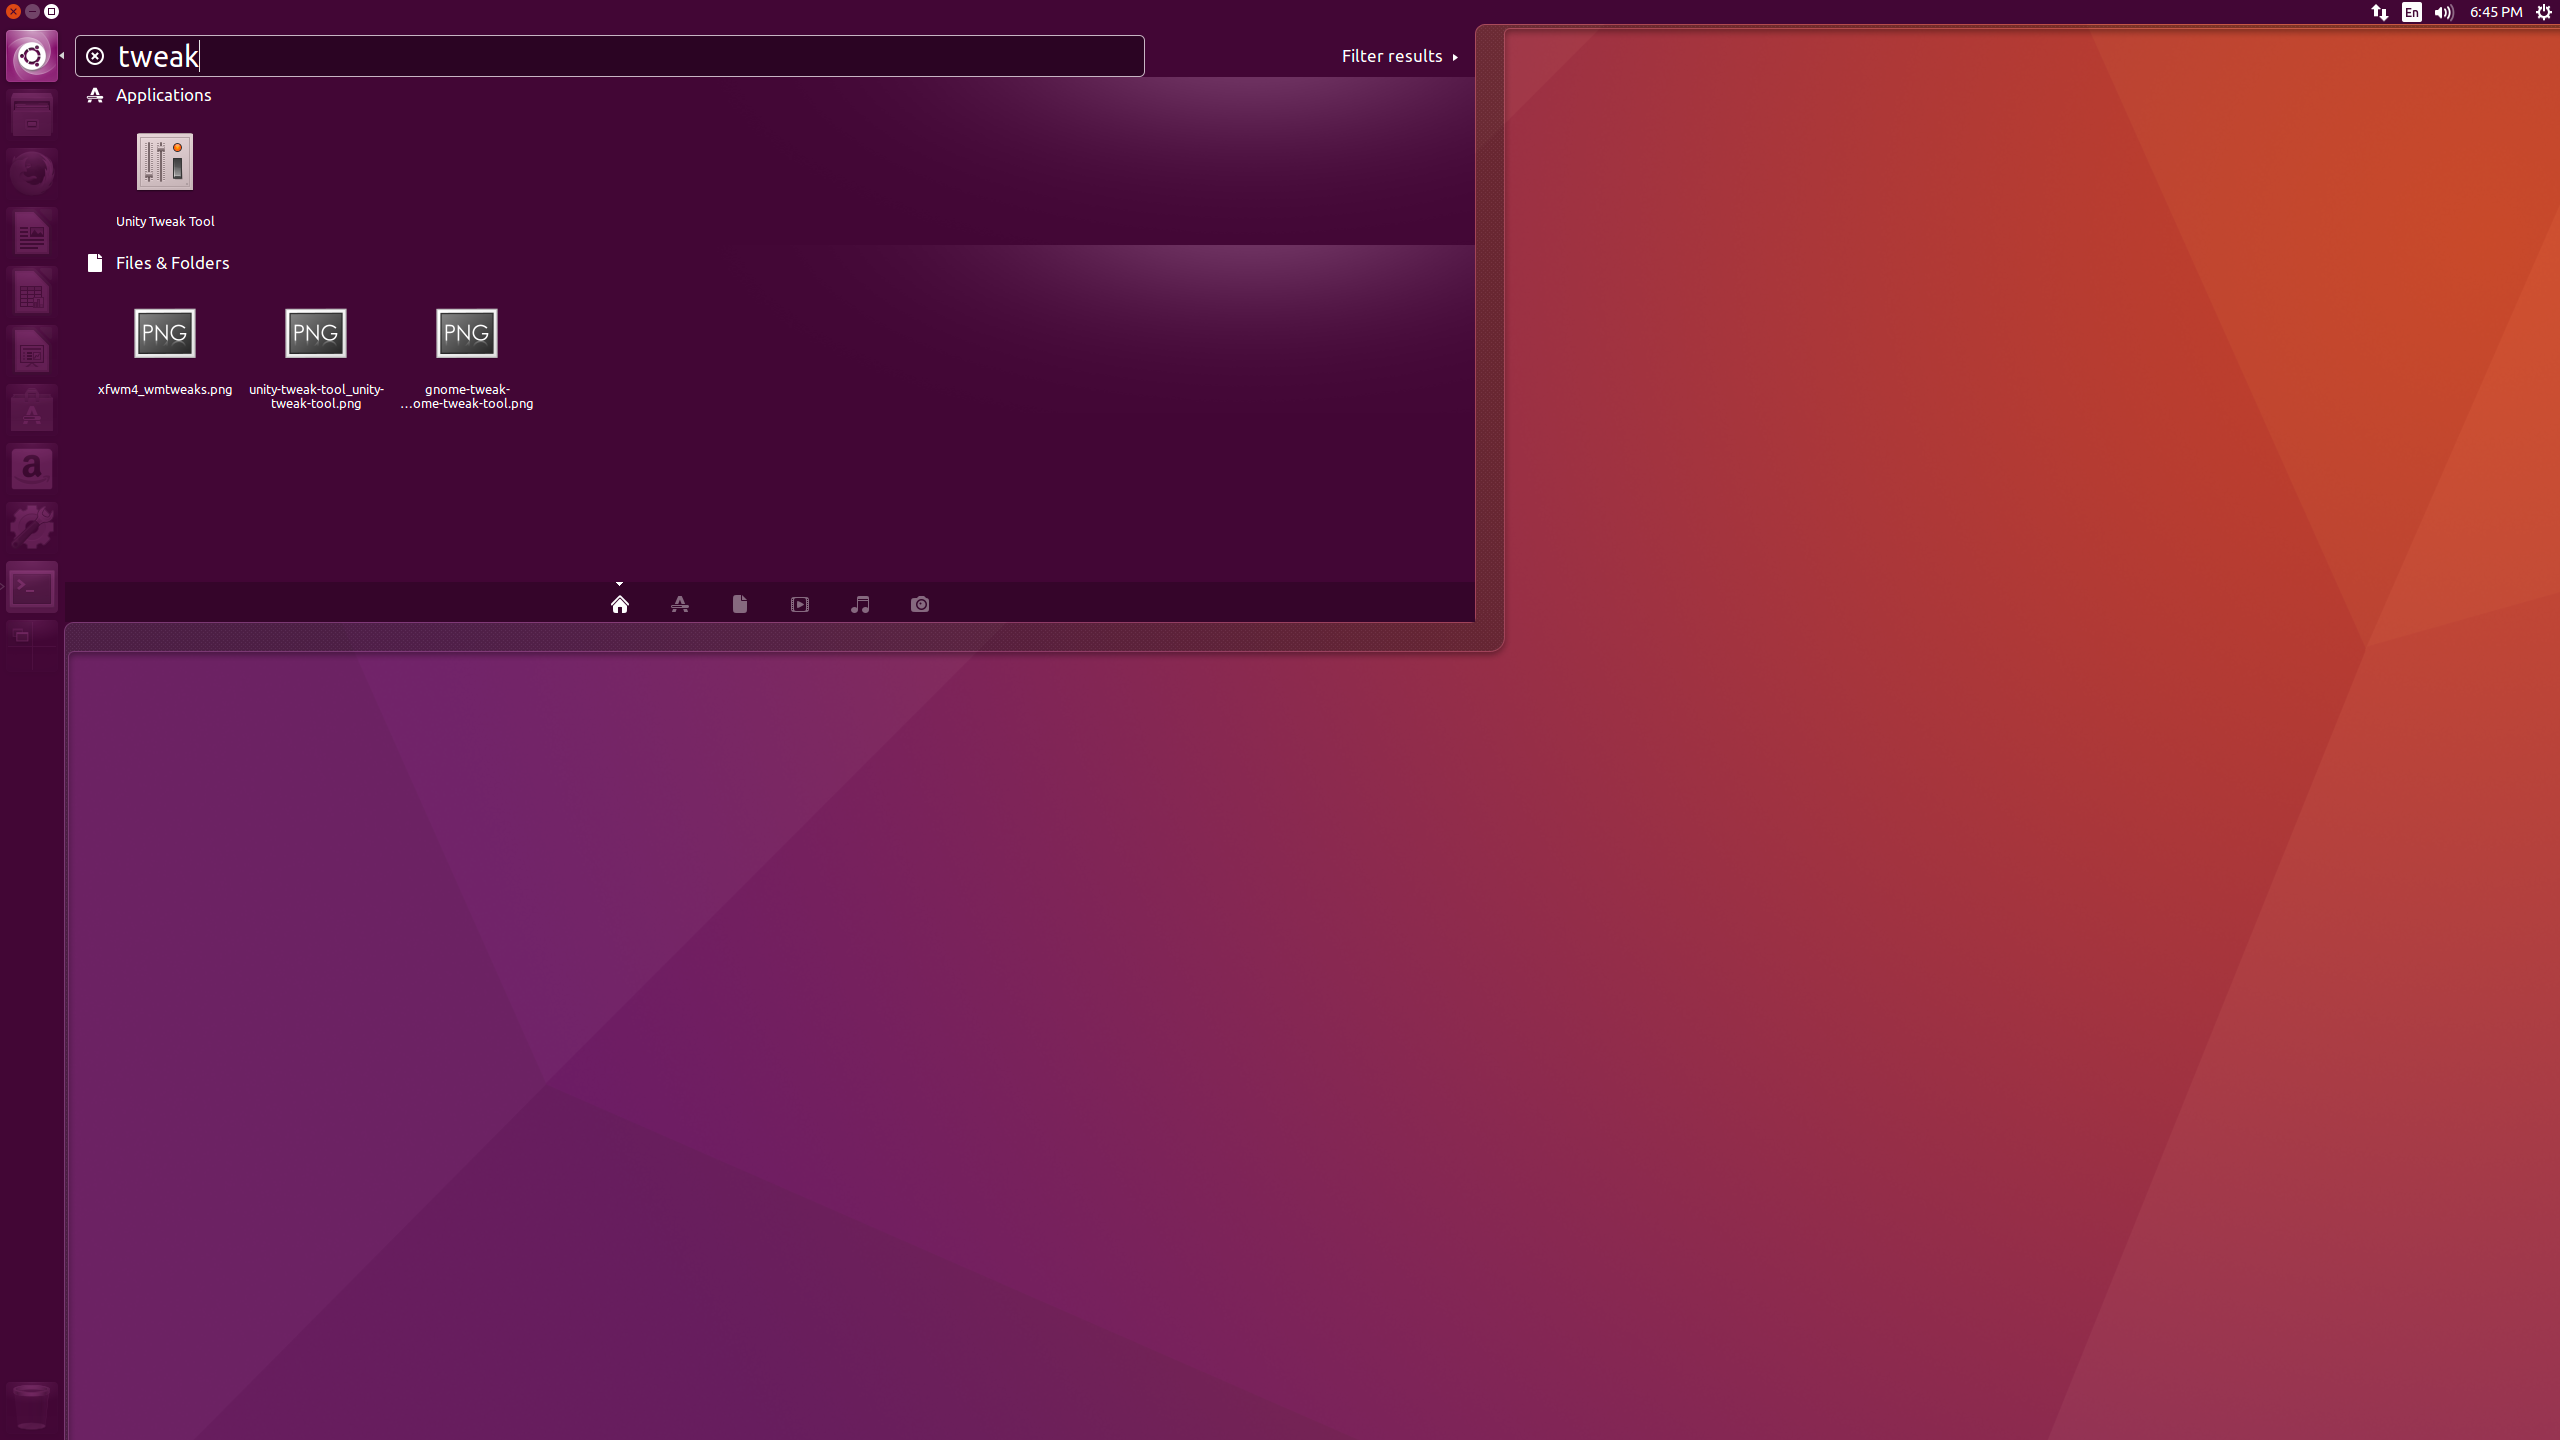 En
6:45 PM
tweak
Filter results
Applications
Unity Tweak Tool
Files & Folders
PNG
PNG
PNG
xfwm4_wmtweaks.png
unity-tweak-tool_unity-
tweak-tool.png
gnome-tweak-
...ome-tweak-tool.png
a
>_